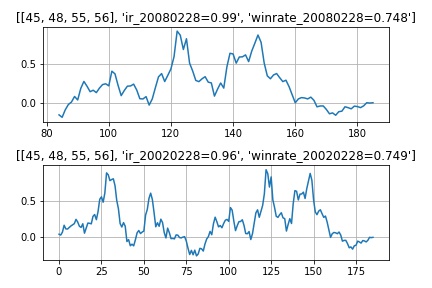 [[45, 48, 55, 56], 'ir_20080228=0.99', 'winrate_20080228=0.748']
0.5
0.0
80 100 120 140 160 180
[[45, 48, 55, 56], 'ir_20020228=0.96', 'winrate_20020228=0.749']
0.5
0.0
0 25 50 75 100 125 150 175